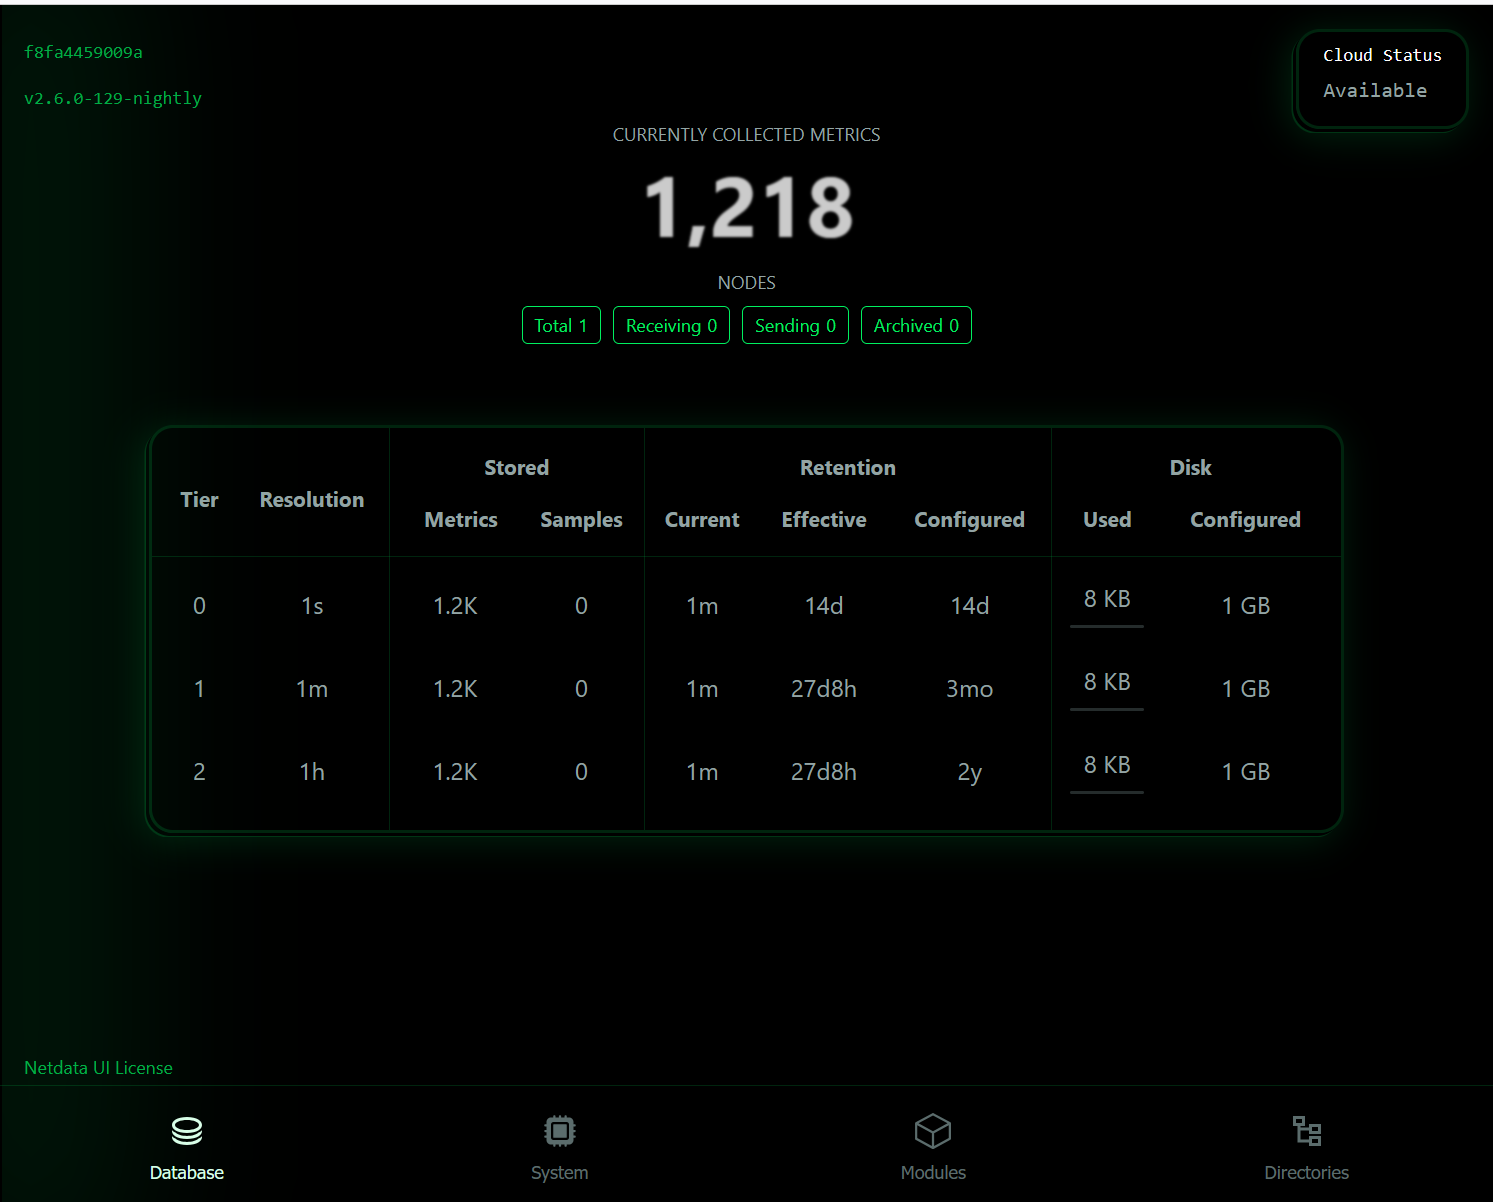 f8fa4459009a
v2.6.0-129-nightly
Cloud Status
Available
CURRENTLY COLLECTED METRICS
1,218
NODES
Total 1 Receiving 0 Sending 0 Archived 0
Stored Retention Disk
Tier Resolution Metrics Samples Current Effective Configured Used Configured
0 1s 1.2K 0 1m 14d 14d 8 KB 1 GB
1 1m 1.2K 0 1m 27d8h 3mo 8 KB 1 GB
2 1h 1.2K 0 1m 27d8h 2y 8 KB 1 GB
Netdata UI License
Database System Modules Directories